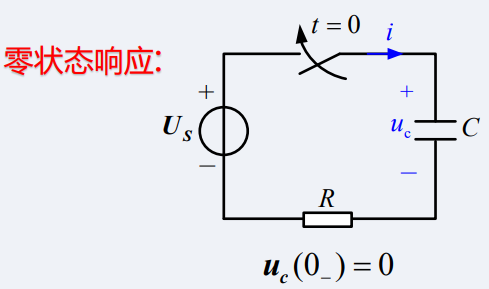 t = 0
i
零状态响应:
+
+
U_S
u_c
C
−
−
R
u_c(0_−) = 0